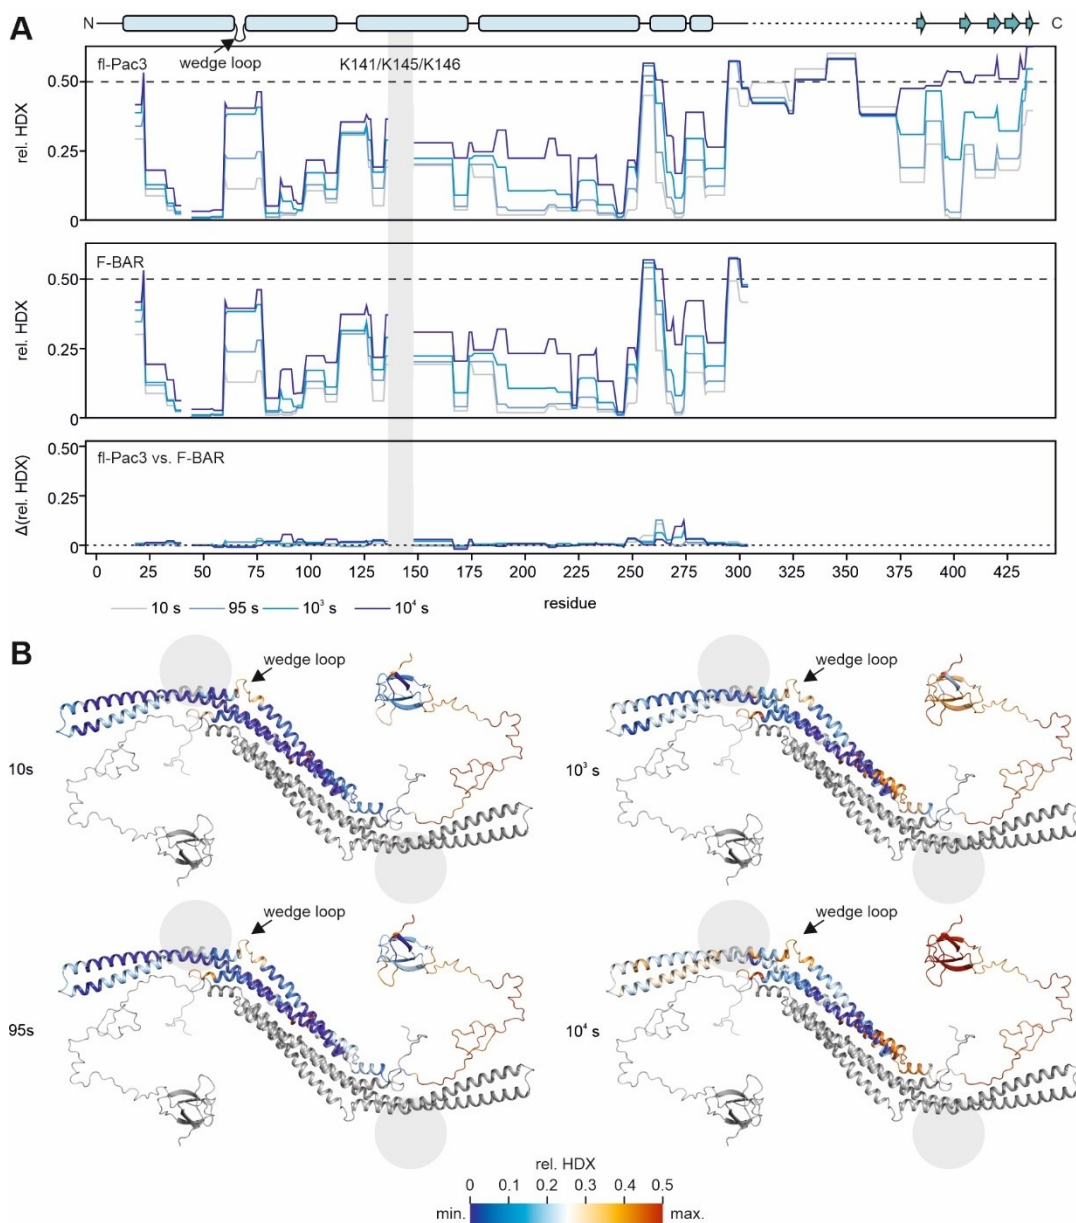 A
N
C
wedge loop
fl-Pac3
K141/K145/K146
rel. HDX
0.50
0.25
0
F-BAR
rel. HDX
0.50
0.25
0
fl-Pac3 vs. F-BAR
Δ(rel. HDX)
0.50
0.25
0
0 25 50 75 100 125 150 175 200 225 250 275 300 325 350 375 400 425
residue
10 s 95 s 10³ s 10⁴ s
B
wedge loop
10s
wedge loop
10³ s
wedge loop
95s
wedge loop
10⁴ s
rel. HDX
0 0.1 0.2 0.3 0.4 0.5
min. max.